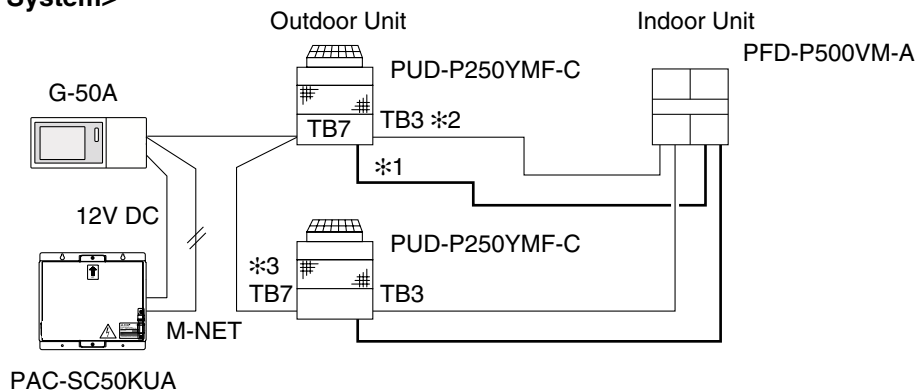 System>
Outdoor Unit
Indoor Unit
PFD-P500VM-A
PUD-P250YMF-C
G-50A
TB7
TB3 ✻2
✻1
12V DC
PUD-P250YMF-C
✻3
TB7
TB3
M-NET
PAC-SC50KUA